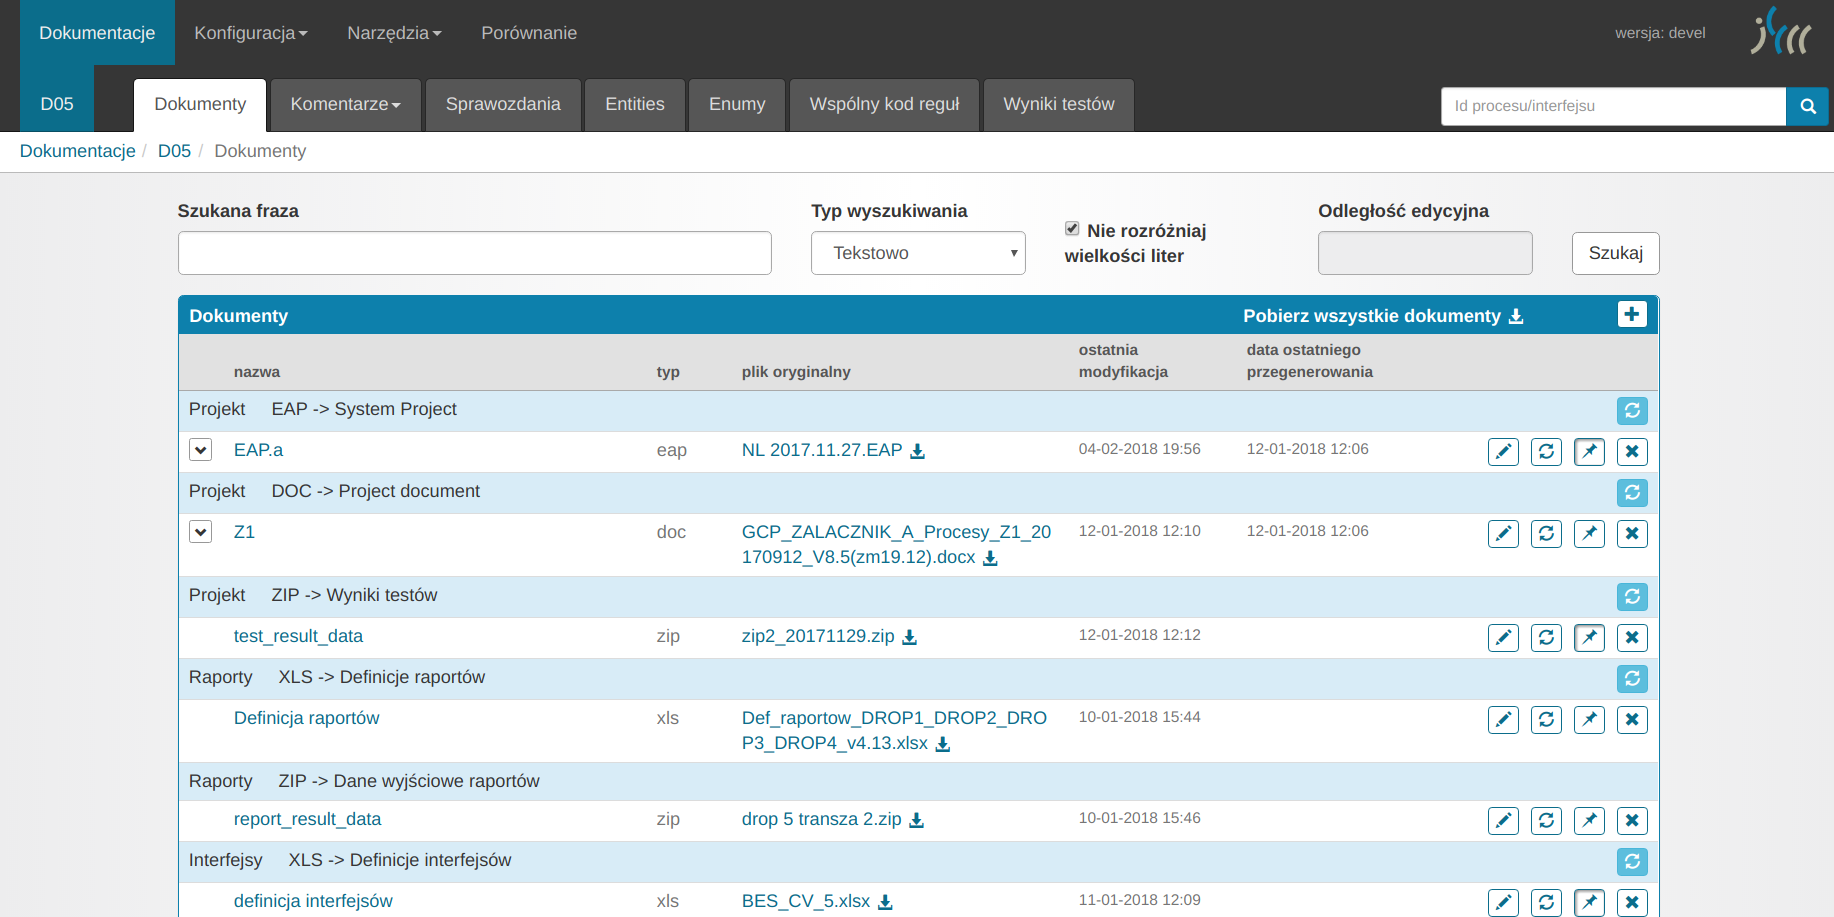 Dokumentacje Konfiguracja Narzędzia Porównanie wersja: devel
D05 Dokumenty Komentarze Sprawozdania Entities Enumy Wspólny kod reguł Wyniki testów Id procesu/interfejsu
Dokumentacje / D05 / Dokumenty
Szukana fraza Typ wyszukiwania Nie rozróżniaj wielkości liter Odległość edycyjna
Tekstowo Szukaj
Dokumenty Pobierz wszystkie dokumenty
nazwa typ plik oryginalny ostatnia modyfikacja data ostatniego przegenerowania
Projekt EAP -> System Project
EAP.a eap NL 2017.11.27.EAP 04-02-2018 19:56 12-01-2018 12:06
Projekt DOC -> Project document
Z1 doc GCP_ZALACZNIK_A_Procesy_Z1_20 12-01-2018 12:10 12-01-2018 12:06
170912_V8.5(zm19.12).docx
Projekt ZIP -> Wyniki testów
test_result_data zip zip2_20171129.zip 12-01-2018 12:12
Raporty XLS -> Definicje raportów
Definicja raportów xls Def_raportow_DROP1_DROP2_DRO 10-01-2018 15:44
P3_DROP4_v4.13.xlsx
Raporty ZIP -> Dane wyjściowe raportów
report_result_data zip drop 5 transza 2.zip 10-01-2018 15:46
Interfejsy XLS -> Definicje interfejsów
definicja interfejsów xls BES_CV_5.xlsx 11-01-2018 12:09